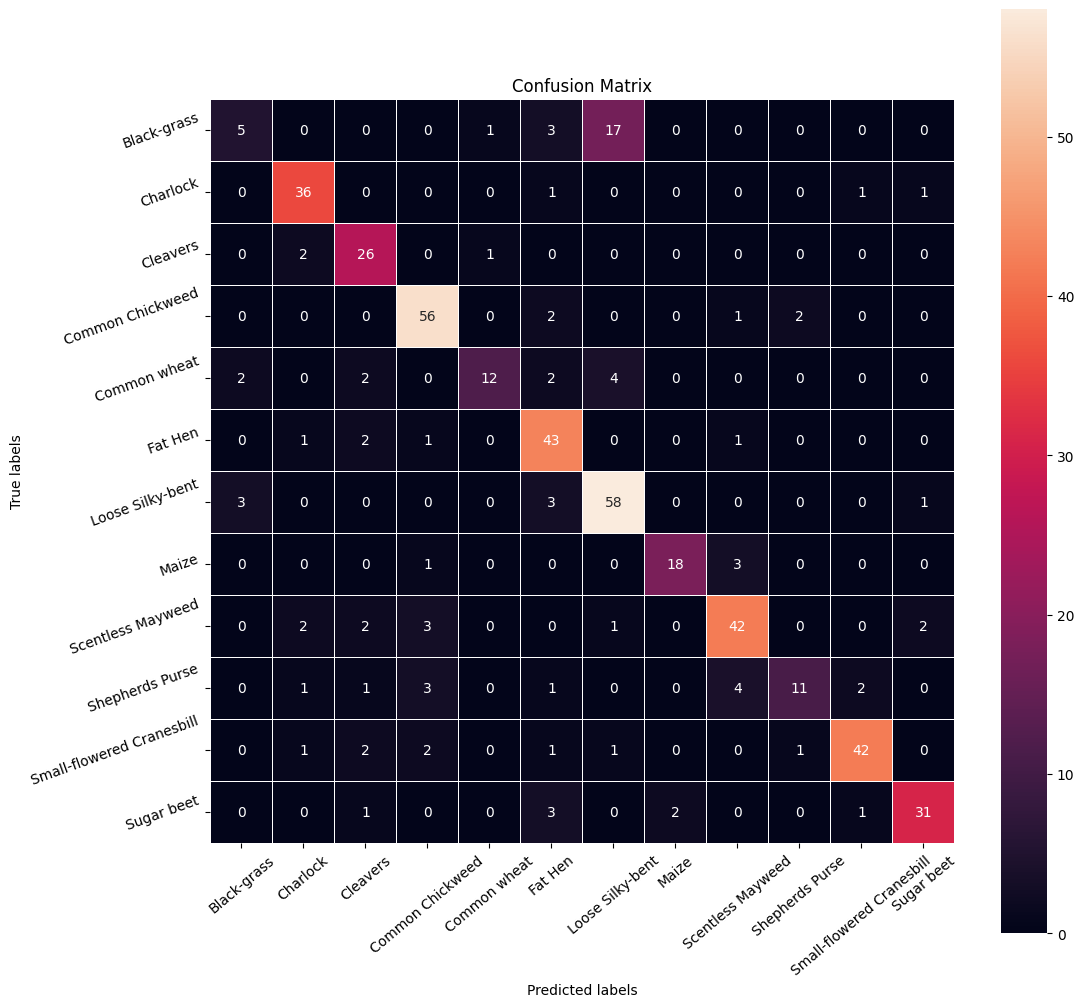 Confusion Matrix
True labels
Black-grass 5 0 0 0 1 3 17 0 0 0 0 0
Charlock 0 36 0 0 0 1 0 0 0 0 1 1
Cleavers 0 2 26 0 1 0 0 0 0 0 0 0
Common Chickweed 0 0 0 56 0 2 0 0 1 2 0 0
Common wheat 2 0 2 0 12 2 4 0 0 0 0 0
Fat Hen 0 1 2 1 0 43 0 0 1 0 0 0
Loose Silky-bent 3 0 0 0 0 3 58 0 0 0 0 1
Maize 0 0 0 1 0 0 0 18 3 0 0 0
Scentless Mayweed 0 2 2 3 0 0 1 0 42 0 0 2
Shepherds Purse 0 1 1 3 0 1 0 0 4 11 2 0
Small-flowered Cranesbill 0 1 2 2 0 1 1 0 0 1 42 0
Sugar beet 0 0 1 0 0 3 0 2 0 0 1 31
Black-grass
Charlock
Cleavers
Common Chickweed
Common wheat
Fat Hen
Loose Silky-bent
Maize
Scentless Mayweed
Shepherds Purse
Small-flowered Cranesbill
Sugar beet
Predicted labels
50
40
30
20
10
0